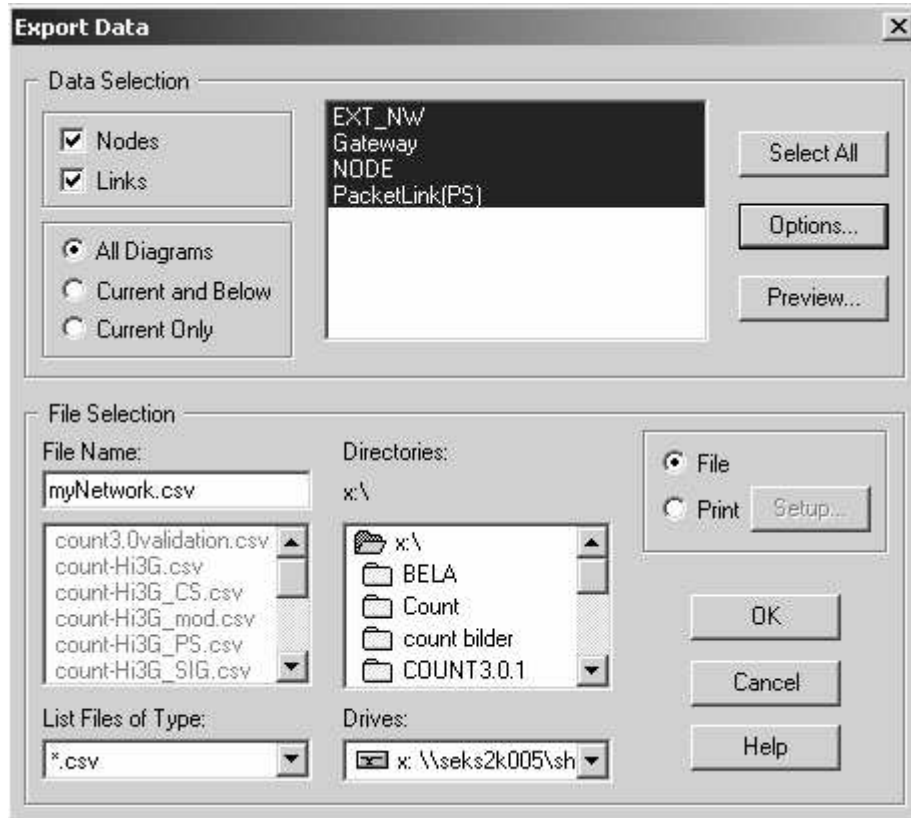 Export Data
Data Selection
Nodes
Links
All Diagrams
Current and Below
Current Only
EXT_NW
Gateway
NODE
PacketLink(PS)
Select All
Options...
Preview...
File Selection
File Name:
myNetwork.csv
count3.0validation.csv
count-Hi3G.csv
count-Hi3G_CS.csv
count-Hi3G_mod.csv
count-Hi3G_PS.csv
count-Hi3G_SIG.csv
List Files of Type:
*.csv
Directories:
x:\
x:\
BELA
Count
count bilder
COUNT3.0.1
Drives:
x: \\seks2k005\sh
File
Print
Setup...
OK
Cancel
Help